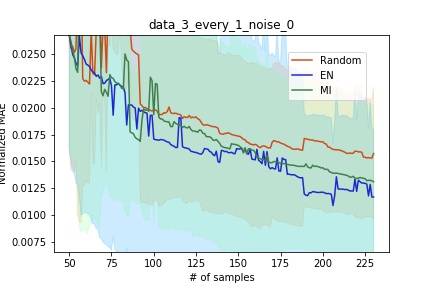 data_3_every_1_noise_0
Normalized MAE
0.0250
0.0225
0.0200
0.0175
0.0150
0.0125
0.0100
0.0075
Random
EN
MI
50
75
100
125
150
175
200
225
# of samples